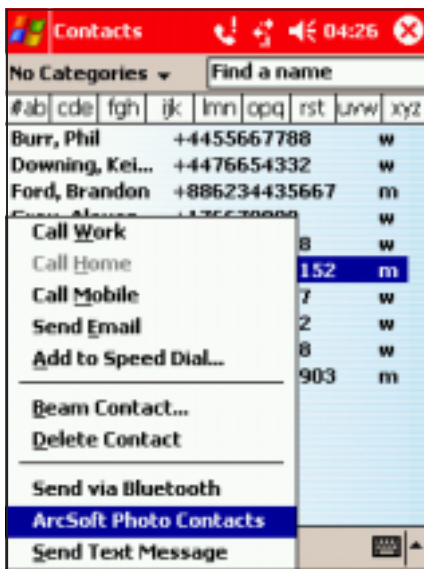 Contacts 04:26
No Categories Find a name
#ab cde fgh ijk lmn opq rst uvw xyz
Burr, Phil +4455667788 w
Downing, Kei... +4476654332 w
Ford, Brandon +886234435667 m
w
Call Work 8 w
Call Home 152 m
Call Mobile 7 w
Send Email 2 w
Add to Speed Dial... 8 w
903 m
Beam Contact...
Delete Contact
Send via Bluetooth
ArcSoft Photo Contacts
Send Text Message